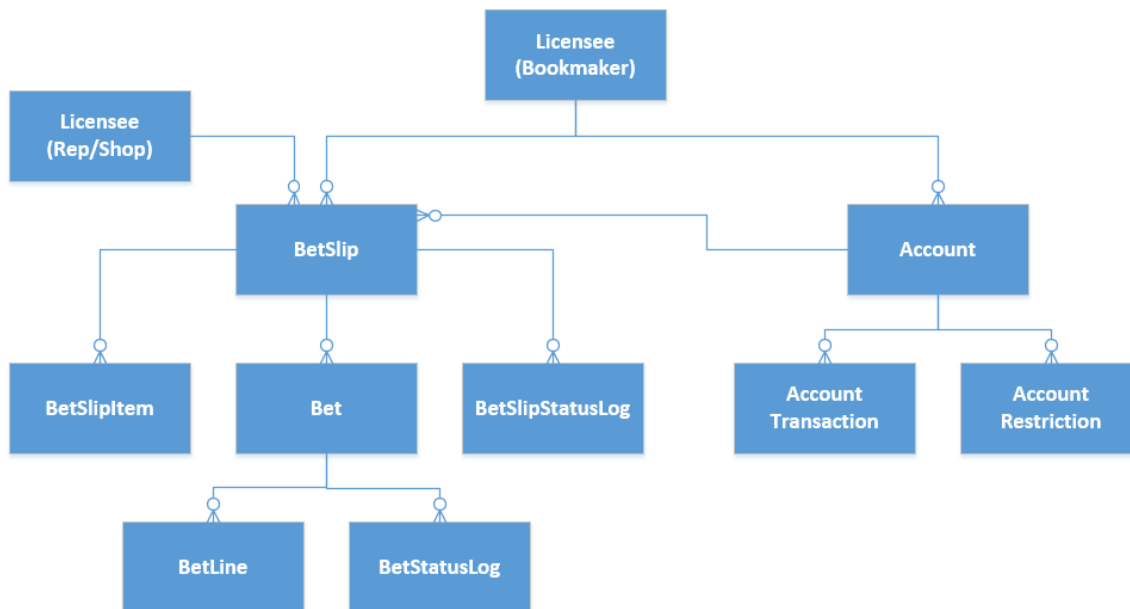 Licensee
(Bookmaker)
Licensee
(Rep/Shop)
BetSlip
Account
BetSlipItem
Bet
BetSlipStatusLog
Account
Transaction
Account
Restriction
BetLine
BetStatusLog